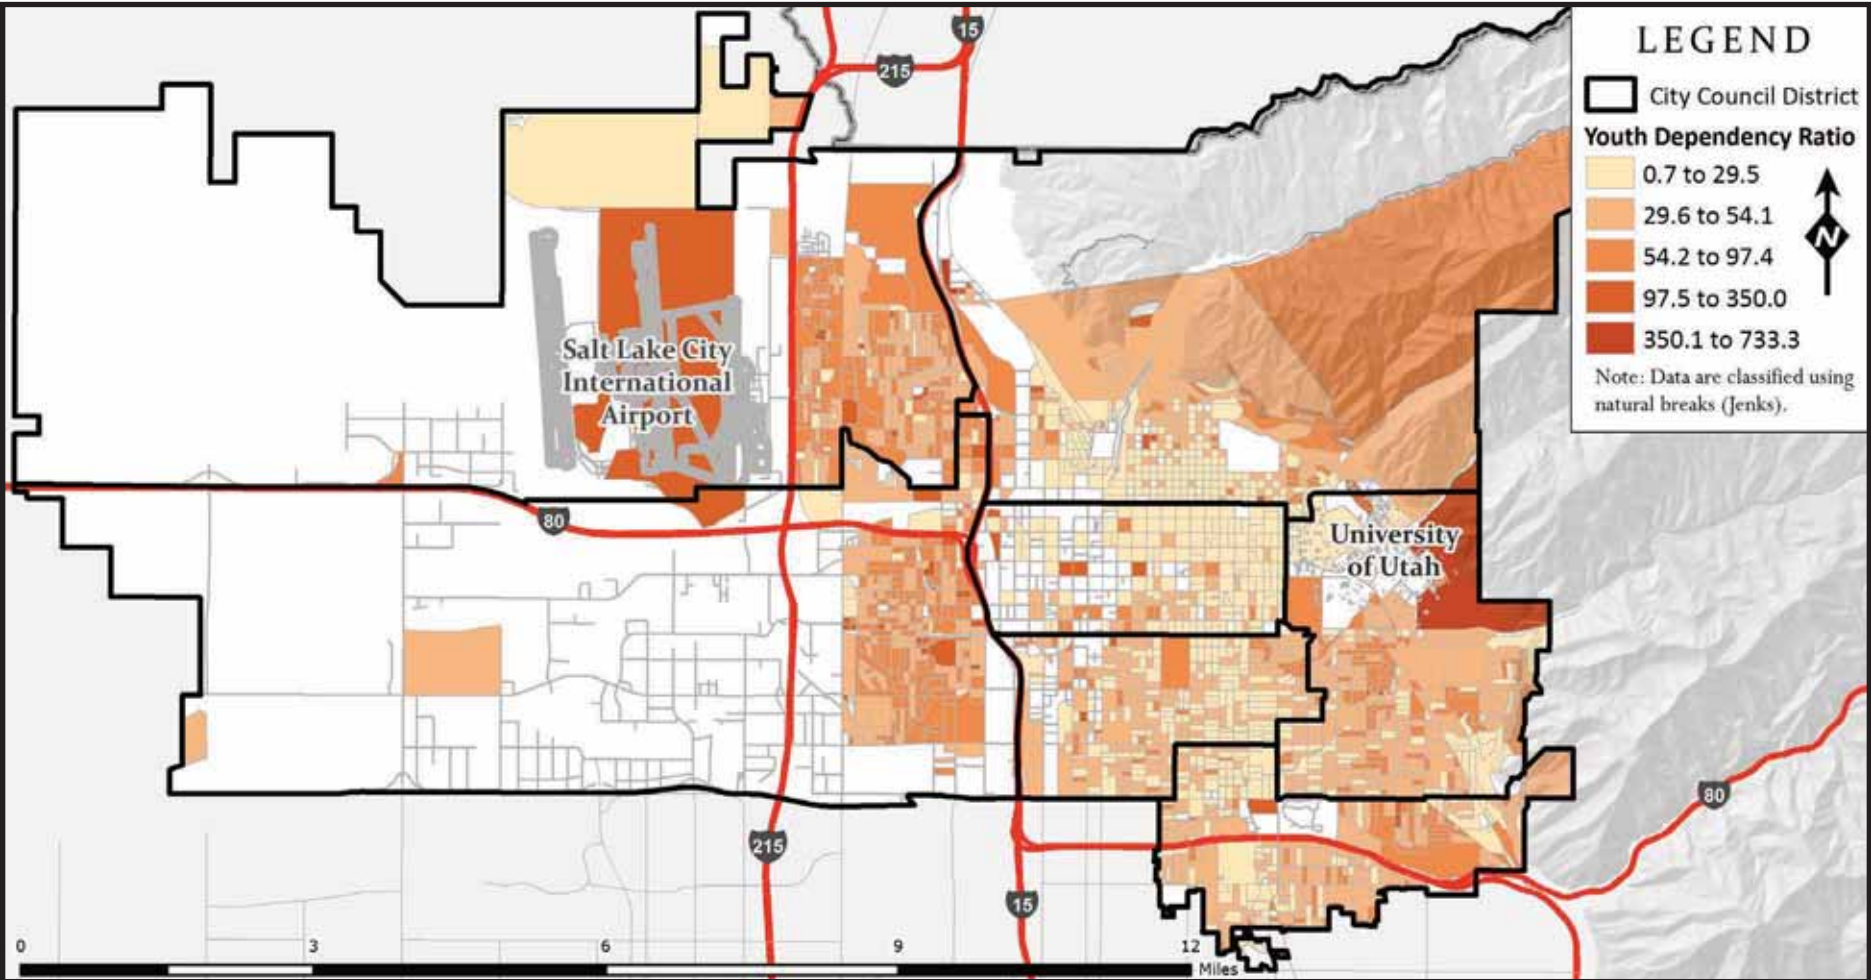 15
215
LEGEND
City Council District
Youth Dependency Ratio
0.7 to 29.5
29.6 to 54.1
54.2 to 97.4
97.5 to 350.0
350.1 to 733.3
N
Note: Data are classified using
natural breaks (Jenks).
Salt Lake City
International
Airport
80
University
of Utah
80
215
15
0 3 6 9 12
Miles